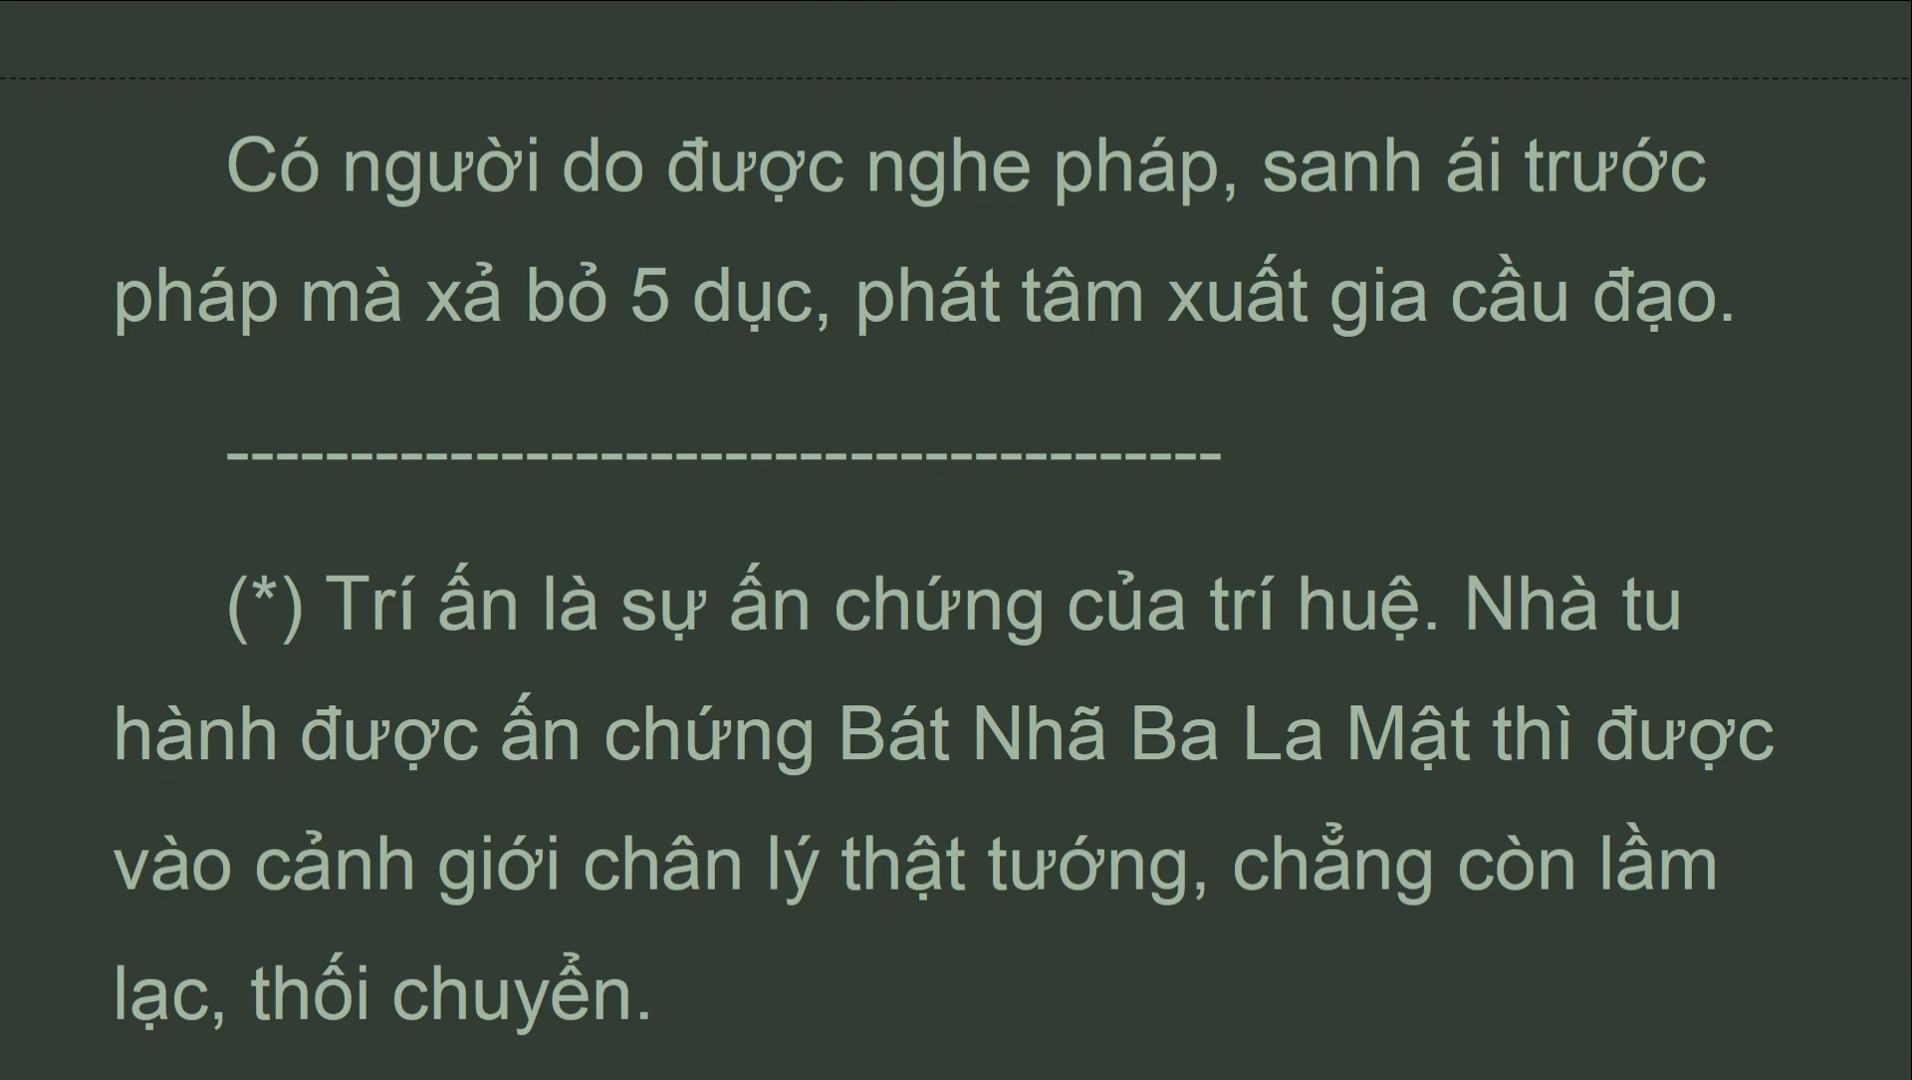 Có người do được nghe pháp, sanh ái trước
pháp mà xả bỏ 5 dục, phát tâm xuất gia cầu đạo.
----------------------------------------
(*) Trí ấn là sự ấn chứng của trí huệ. Nhà tu
hành được ấn chứng Bát Nhã Ba La Mật thì được
vào cảnh giới chân lý thật tướng, chẳng còn lầm
lạc, thối chuyển.